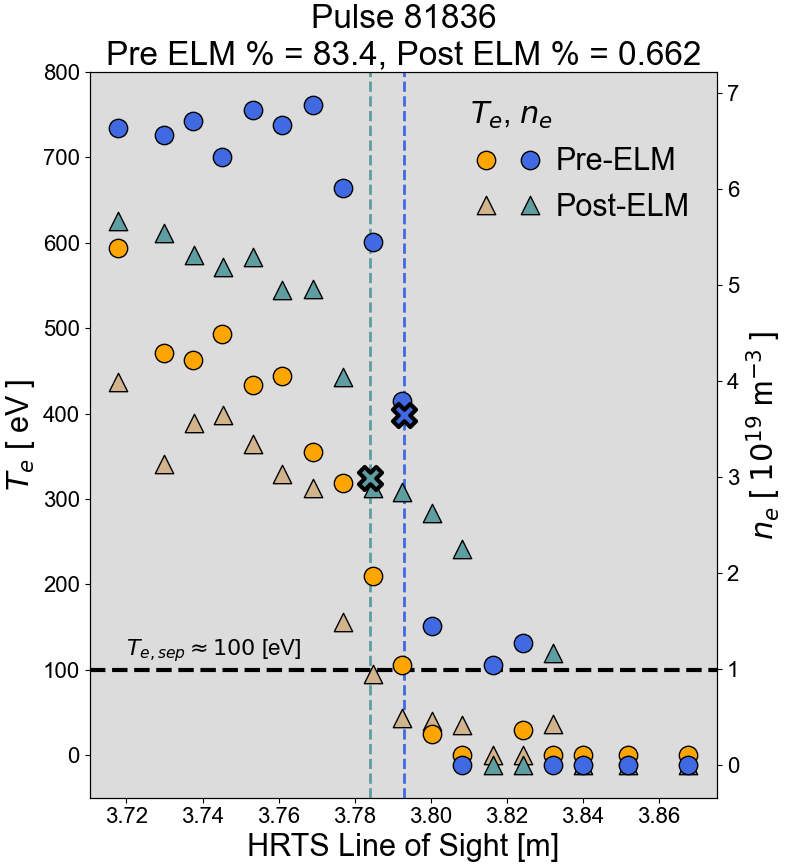 Pulse 81836
Pre ELM % = 83.4, Post ELM % = 0.662
800
700
600
500
400
300
200
100
0
T_e [ eV ]
7
6
5
4
3
2
1
0
n_e [ 10^19 m^−3 ]
T_e, n_e
Pre-ELM
Post-ELM
T_e,sep ≈ 100 [eV]
3.72 3.74 3.76 3.78 3.80 3.82 3.84 3.86
HRTS Line of Sight [m]